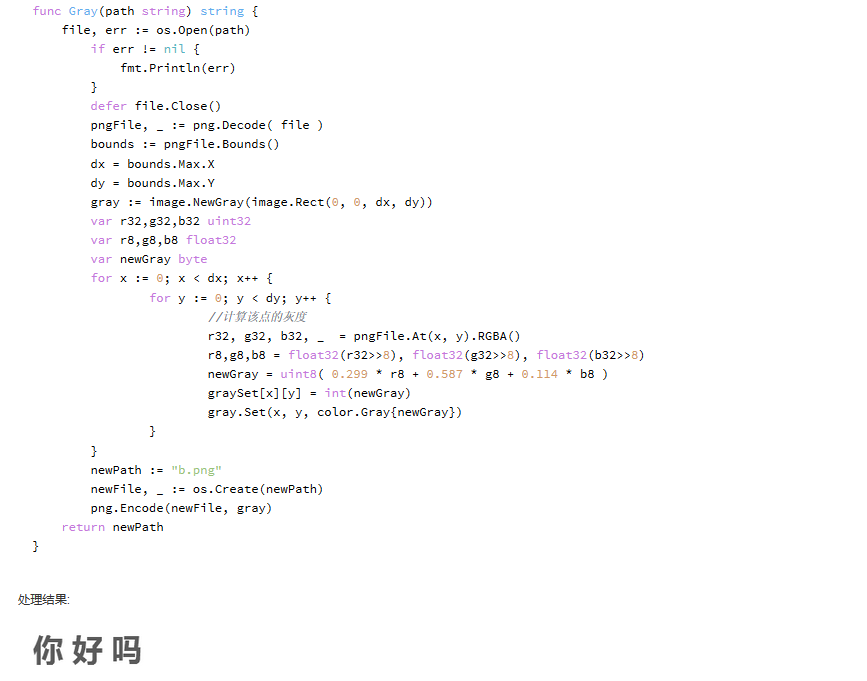 func Gray(path string) string {
    file, err := os.Open(path)
        if err != nil {
            fmt.Println(err)
        }
        defer file.Close()
        pngFile, _ := png.Decode( file )
        bounds := pngFile.Bounds()
        dx = bounds.Max.X
        dy = bounds.Max.Y
        gray := image.NewGray(image.Rect(0, 0, dx, dy))
        var r32,g32,b32 uint32
        var r8,g8,b8 float32
        var newGray byte
        for x := 0; x < dx; x++ {
                for y := 0; y < dy; y++ {
                        //计算该点的灰度
                        r32, g32, b32, _  = pngFile.At(x, y).RGBA()
                        r8,g8,b8 = float32(r32>>8), float32(g32>>8), float32(b32>>8)
                        newGray = uint8( 0.299 * r8 + 0.587 * g8 + 0.114 * b8 )
                        graySet[x][y] = int(newGray)
                        gray.Set(x, y, color.Gray{newGray})
                }
        }
        newPath := "b.png"
        newFile, _ := os.Create(newPath)
        png.Encode(newFile, gray)
    return newPath
}
处理结果:
你好吗